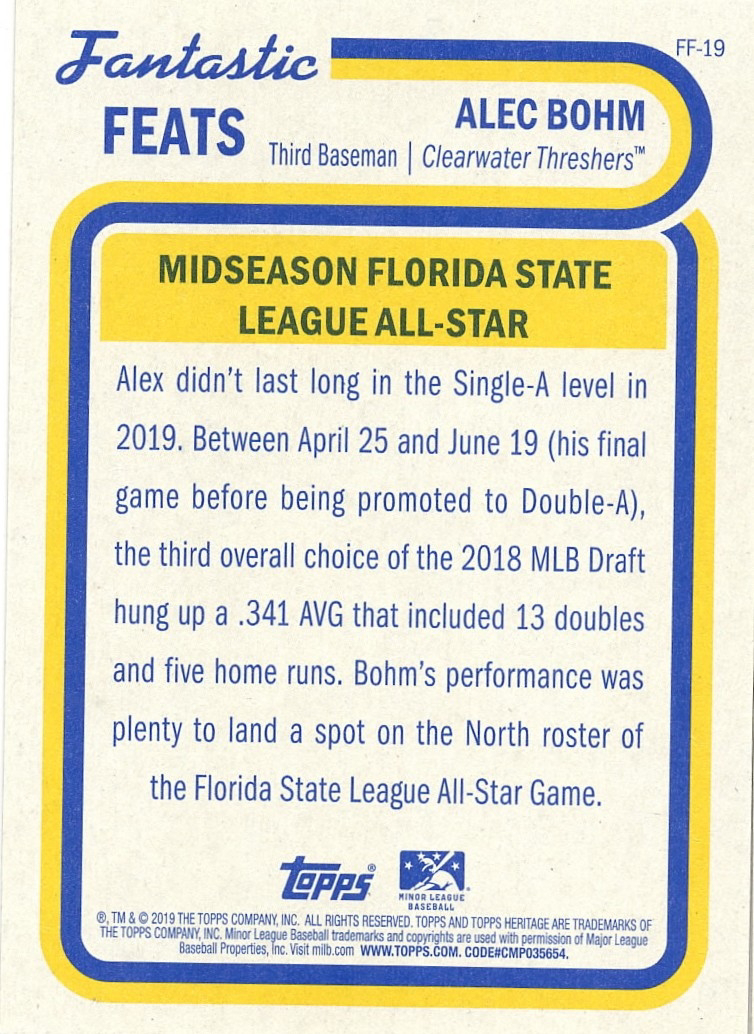 FF-19
Fantastic
FEATS
ALEC BOHM
Third Baseman | Clearwater Threshers™
MIDSEASON FLORIDA STATE
LEAGUE ALL-STAR
Alex didn't last long in the Single-A level in
2019. Between April 25 and June 19 (his final
game before being promoted to Double-A),
the third overall choice of the 2018 MLB Draft
hung up a .341 AVG that included 13 doubles
and five home runs. Bohm's performance was
plenty to land a spot on the North roster of
the Florida State League All-Star Game.
Topps®
MINOR LEAGUE
BASEBALL
®, TM & © 2019 THE TOPPS COMPANY, INC. ALL RIGHTS RESERVED. TOPPS AND TOPPS HERITAGE ARE TRADEMARKS OF
THE TOPPS COMPANY, INC. Minor League Baseball trademarks and copyrights are used with permission of Major League
Baseball Properties, Inc. Visit milb.com WWW.TOPPS.COM. CODE#CMP035654.